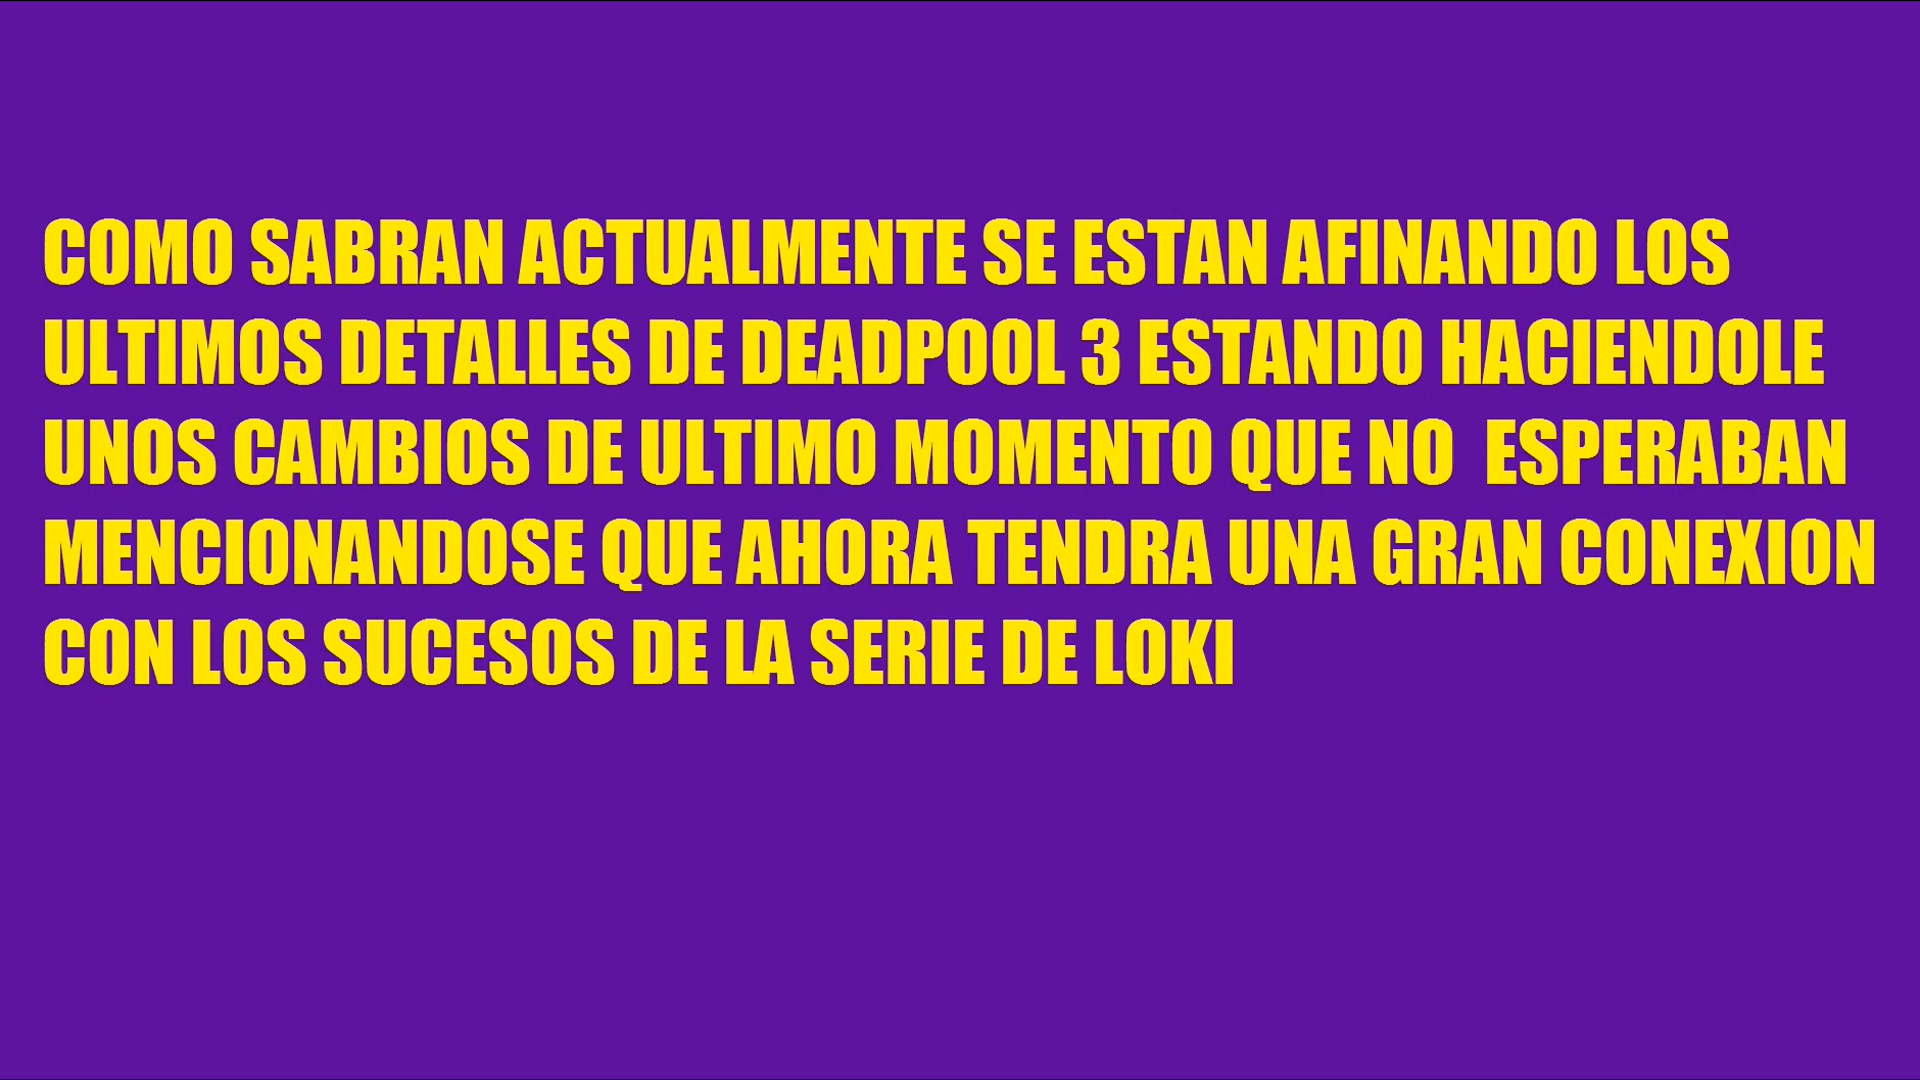 COMO SABRAN ACTUALMENTE SE ESTAN AFINANDO LOS
ULTIMOS DETALLES DE DEADPOOL 3 ESTANDO HACIENDOLE
UNOS CAMBIOS DE ULTIMO MOMENTO QUE NO  ESPERABAN
MENCIONANDOSE QUE AHORA TENDRA UNA GRAN CONEXION
CON LOS SUCESOS DE LA SERIE DE LOKI